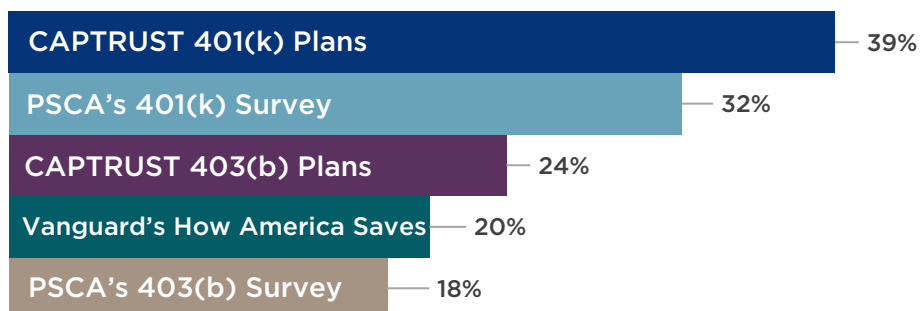 CAPTRUST 401(k) Plans 39%
PSCA's 401(k) Survey 32%
CAPTRUST 403(b) Plans 24%
Vanguard's How America Saves 20%
PSCA's 403(b) Survey 18%